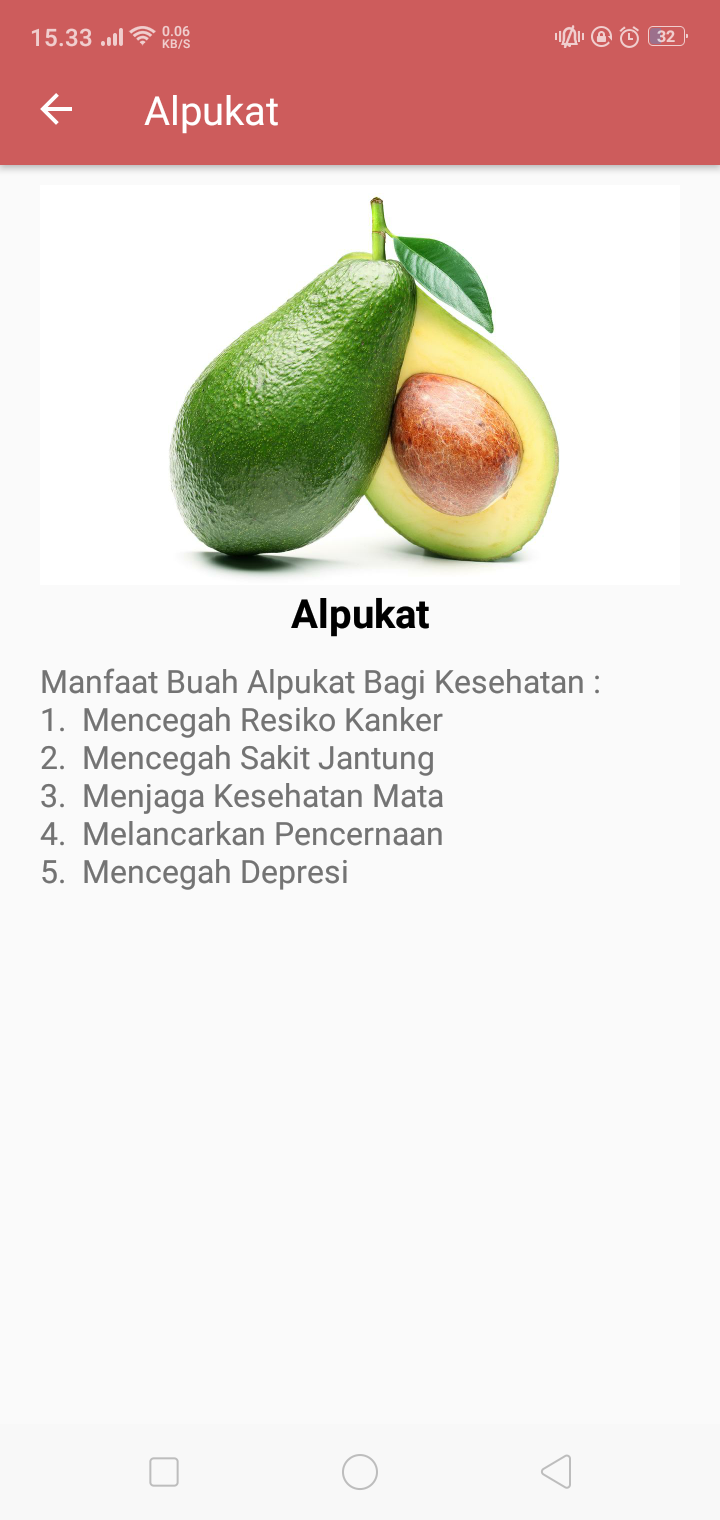 15.33
0.06
KB/S
32
Alpukat
Alpukat
Manfaat Buah Alpukat Bagi Kesehatan :
1. Mencegah Resiko Kanker
2. Mencegah Sakit Jantung
3. Menjaga Kesehatan Mata
4. Melancarkan Pencernaan
5. Mencegah Depresi